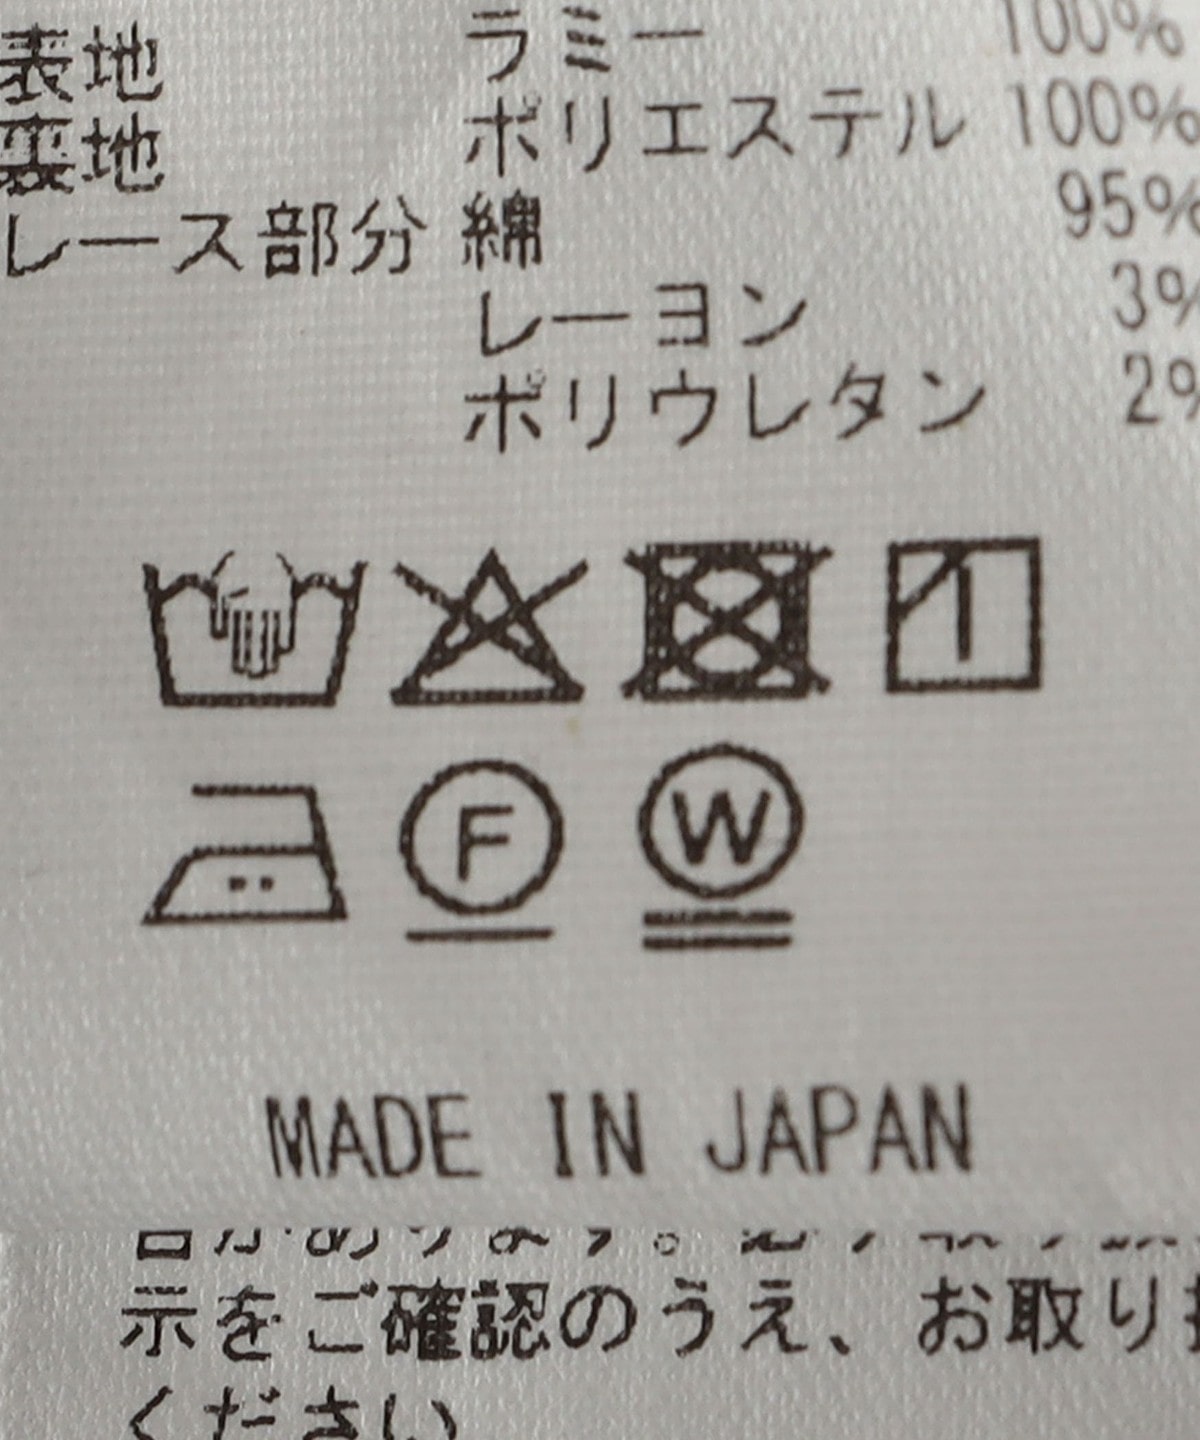 表地 ラミー 100%
裏地 ポリエステル 100%
レース部分 綿 95%
レーヨン 3%
ポリウレタン 2%
F W
MADE IN JAPAN
示をご確認のうえ、お取り
ください